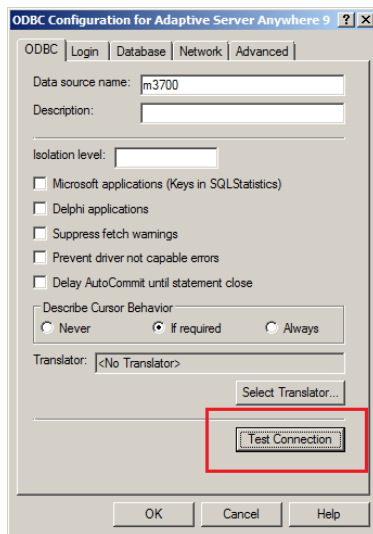 ODBC Configuration for Adaptive Server Anywhere 9 ? X
ODBC Login Database Network Advanced
Data source name: m3700
Description:
Isolation level:
Microsoft applications (Keys in SQLStatistics)
Delphi applications
Suppress fetch warnings
Prevent driver not capable errors
Delay AutoCommit until statement close
Describe Cursor Behavior
Never If required Always
Translator: <No Translator>
Select Translator...
Test Connection
OK Cancel Help